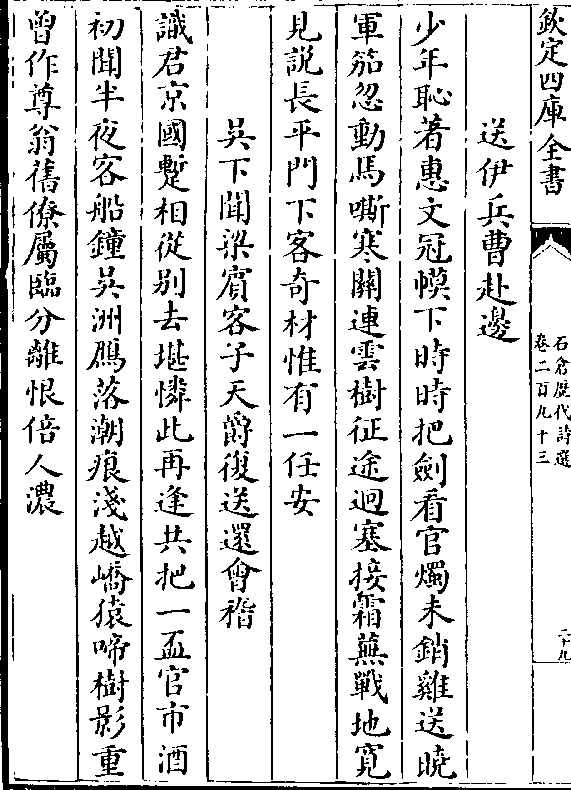 欽定四庫全書
石倉歷代詩選
卷二百九十三
二十九
送伊兵曹赴邊
少年恥著惠文冠幙下時時把劍看官燭未銷雞送曉
軍笳忽動馬嘶寒關連雲樹征途迥塞接霜蕪戰地寛
見説長平門下客奇材惟有一任安
吳下聞梁賔客子天爵復送還會稽
識君京國蹔相從别去堪憐此再逢共把一盃官市酒
初聞半夜客船鐘吳洲鴈落潮痕淺越嶠猿啼樹影重
曽作尊翁舊僚屬臨分離恨倍人濃